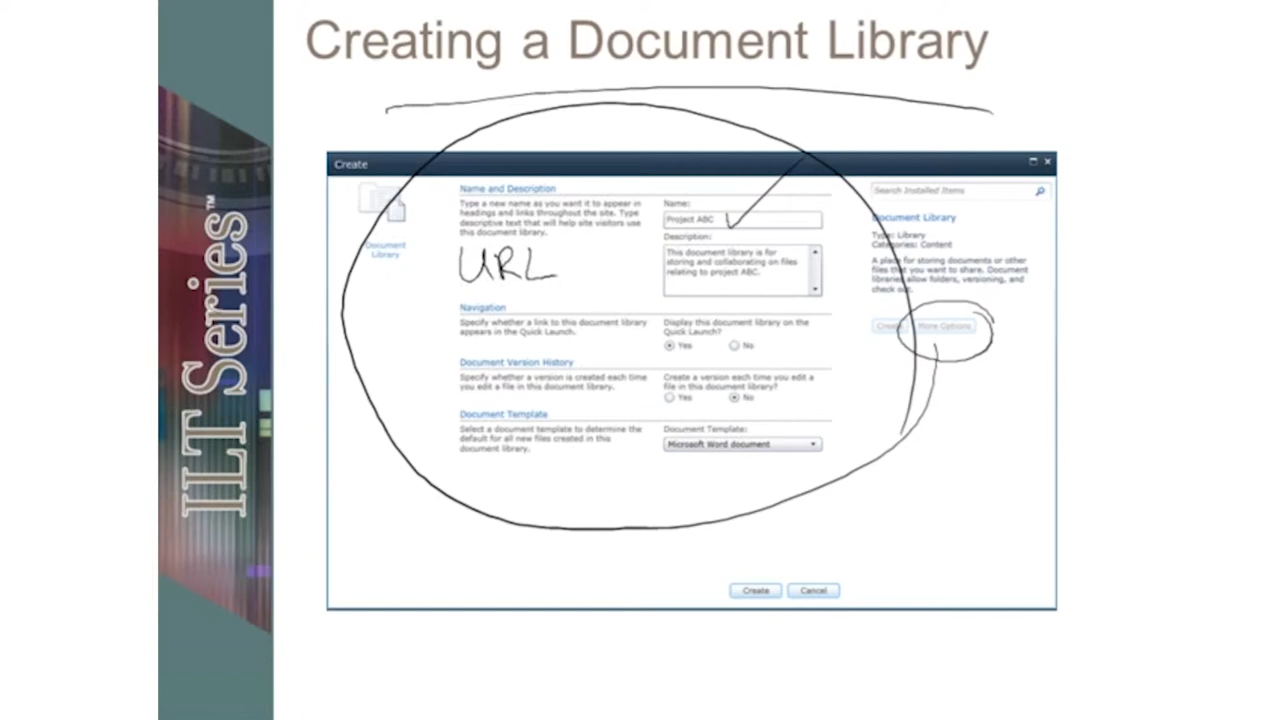 Creating a Document Library
ILT Series™
Create
Document
Library
Name and Description
Type a new name as you want it to appear in
headings and links throughout the site. Type
descriptive text that will help site visitors use
this document library.
URL
Name:
Project ABC
Description:
This document library is for
storing and collaborating on files
relating to project ABC.
Navigation
Specify whether a link to this document library
appears in the Quick Launch.
Display this document library on the
Quick Launch?
Yes No
Document Version History
Specify whether a version is created each time
you edit a file in this document library.
Create a version each time you edit a
file in this document library?
Yes No
Document Template
Select a document template to determine the
default for all new files created in this
document library.
Document Template:
Microsoft Word document
Search Installed Items
Document Library
Type: Library
Categories: Content
A place for storing documents or other
files that you want to share. Document
libraries allow folders, versioning, and
check out.
Create More Options
Create Cancel